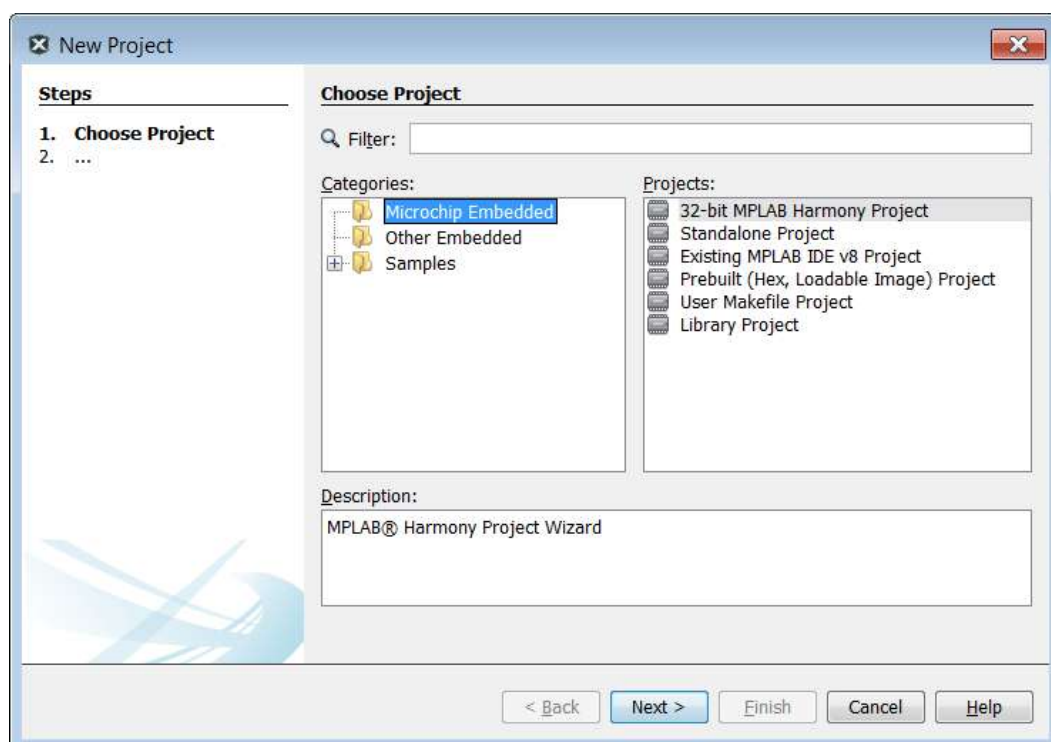 New Project
Steps
1. Choose Project
2. ...
Choose Project
Filter:
Categories:
Microchip Embedded
Other Embedded
Samples
Projects:
32-bit MPLAB Harmony Project
Standalone Project
Existing MPLAB IDE v8 Project
Prebuilt (Hex, Loadable Image) Project
User Makefile Project
Library Project
Description:
MPLAB® Harmony Project Wizard
< Back
Next >
Finish
Cancel
Help